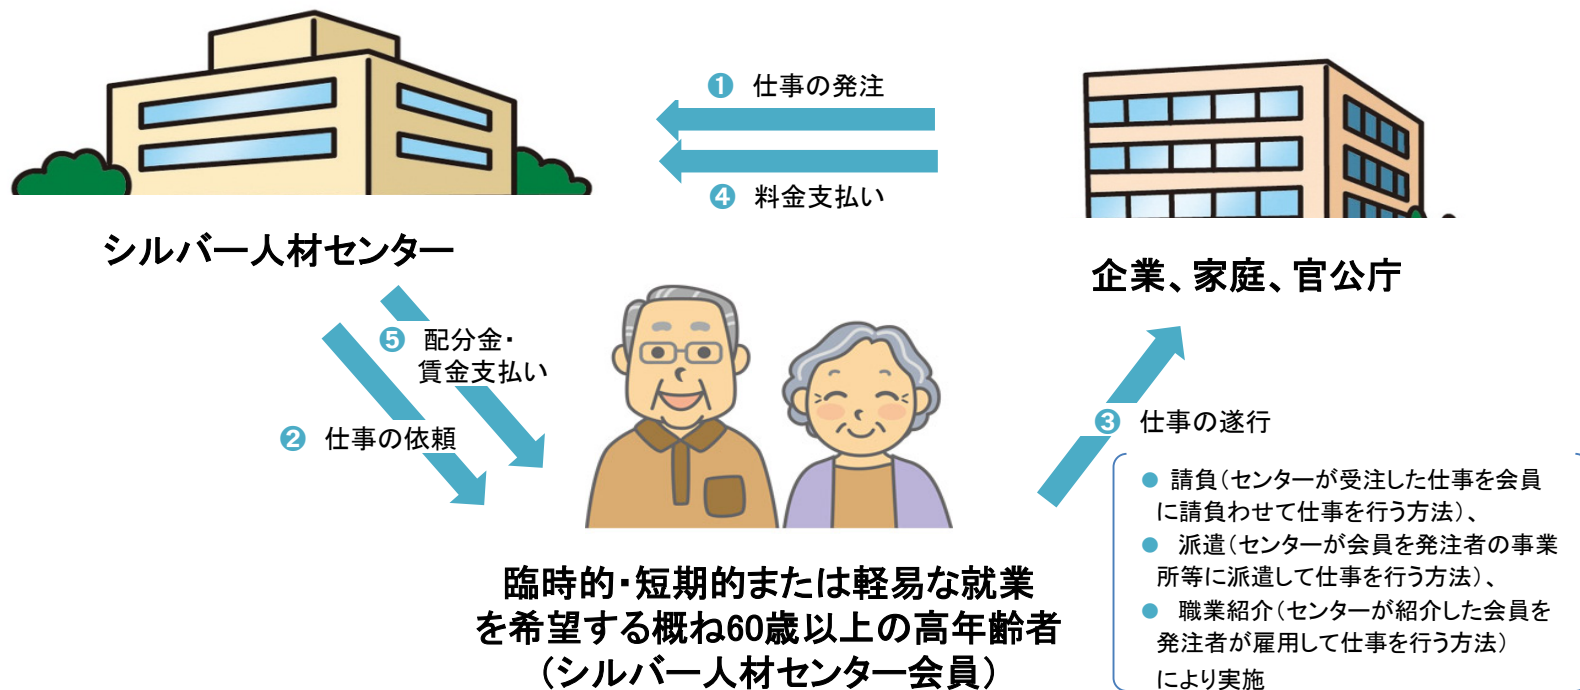 ❶ 仕事の発注
❹ 料金支払い
シルバー人材センター
企業、家庭、官公庁
❺ 配分金・
賃金支払い
❷ 仕事の依頼
❸ 仕事の遂行
● 請負（センターが受注した仕事を会員
に請負わせて仕事を行う方法）、
● 派遣（センターが会員を発注者の事業
所等に派遣して仕事を行う方法）、
● 職業紹介（センターが紹介した会員を
発注者が雇用して仕事を行う方法）
により実施
臨時的・短期的または軽易な就業
を希望する概ね60歳以上の高年齢者
（シルバー人材センター会員）